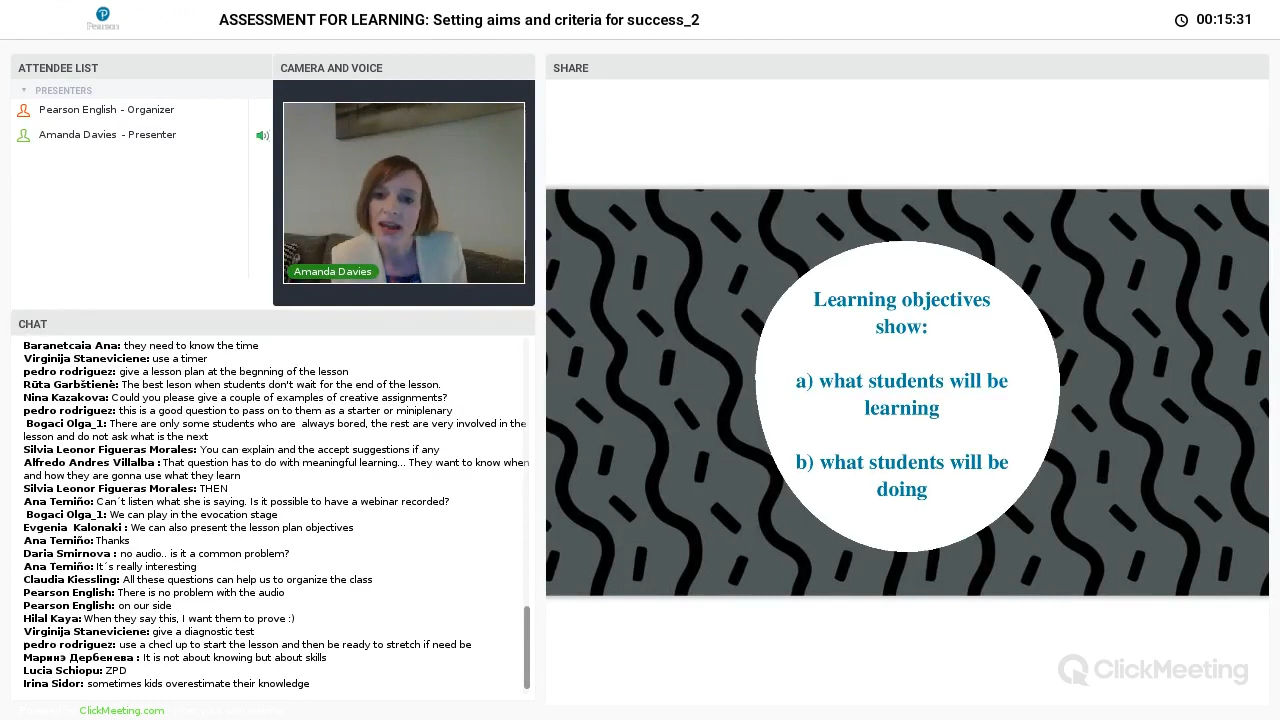 Pearson
ASSESSMENT FOR LEARNING: Setting aims and criteria for success_2
00:15:31
ATTENDEE LIST
PRESENTERS
Pearson English - Organizer
Amanda Davies - Presenter
CAMERA AND VOICE
Amanda Davies
CHAT
Baranetcaia Ana: they need to know the time
Virginija Staneviciene: use a timer
pedro rodriguez: give a lesson plan at the begnning of the lesson
Rūta Garbštienė: The best leson when students don't wait for the end of the lesson.
Nina Kazakova: Could you please give a couple of examples of creative assignments?
pedro rodriguez: this is a good question to pass on to them as a starter or miniplenary
Bogaci Olga_1: There are only some students who are always bored, the rest are very involved in the
lesson and do not ask what is the next
Silvia Leonor Figueras Morales: You can explain and the accept suggestions if any
Alfredo Andres Villalba : That question has to do with meaningful learning... They want to know when
and how they are gonna use what they learn
Silvia Leonor Figueras Morales: THEN
Ana Temiño: Can´t listen what she is saying. Is it possible to have a webinar recorded?
Bogaci Olga_1: We can play in the evocation stage
Evgenia Kalonaki : We can also present the lesson plan objectives
Ana Temiño: Thanks
Daria Smirnova : no audio.. is it a common problem?
Ana Temiño: It´s really interesting
Claudia Kiessling: All these questions can help us to organize the class
Pearson English: There is no problem with the audio
Pearson English: on our side
Hilal Kaya: When they say this, I want them to prove :)
Virginija Staneviciene: give a diagnostic test
pedro rodriguez: use a checl up to start the lesson and then be ready to stretch if need be
Маринэ Дербенева : It is not about knowing but about skills
Lucia Schiopu: ZPD
Irina Sidor: sometimes kids overestimate their knowledge
ClickMeeting.com
SHARE
Learning objectives
show:
a) what students will be
learning
b) what students will be
doing
ClickMeeting